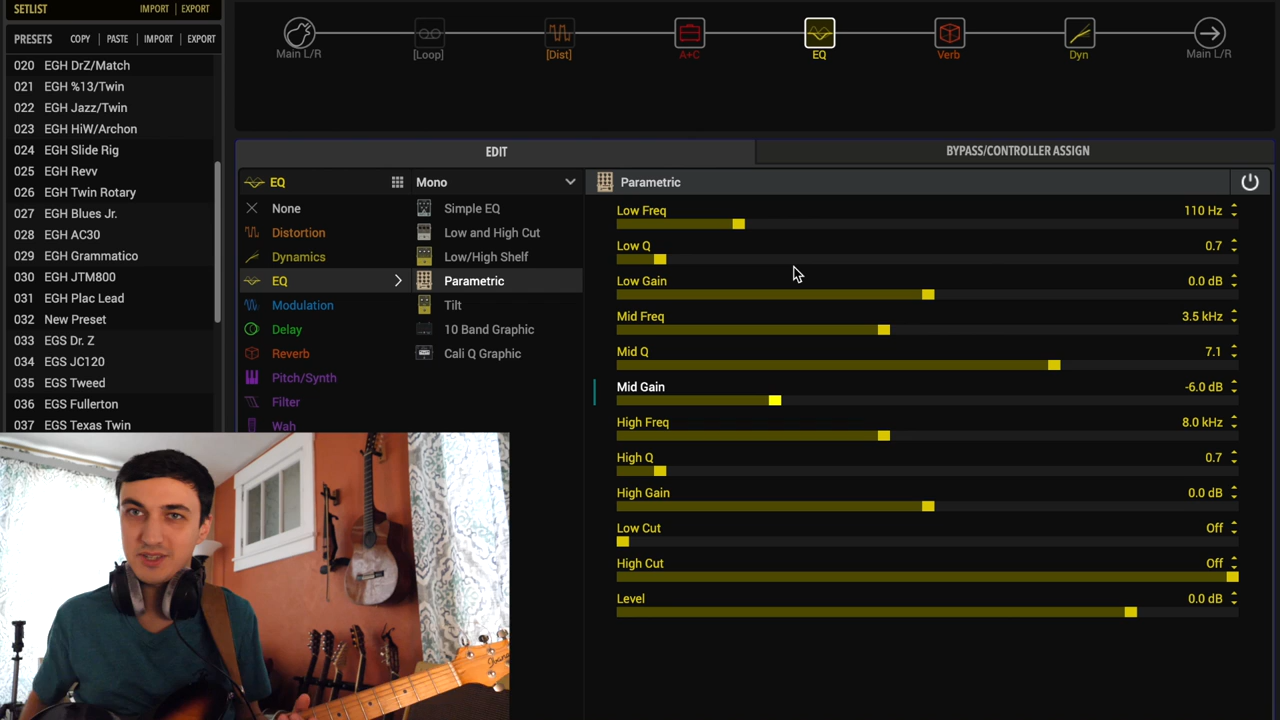 SETLIST IMPORT | EXPORT
PRESETS COPY | PASTE | IMPORT | EXPORT
020 EGH DrZ/Match
021 EGH %13/Twin
022 EGH Jazz/Twin
023 EGH HiW/Archon
024 EGH Slide Rig
025 EGH Revv
026 EGH Twin Rotary
027 EGH Blues Jr.
028 EGH AC30
029 EGH Grammatico
030 EGH JTM800
031 EGH Plac Lead
032 New Preset
033 EGS Dr. Z
034 EGS JC120
035 EGS Tweed
036 EGS Fullerton
037 EGS Texas Twin
Main L/R [Loop] [Dist] A+C EQ Verb Dyn Main L/R
EDIT BYPASS/CONTROLLER ASSIGN
EQ Mono Parametric
None
Distortion
Dynamics
EQ
Modulation
Delay
Reverb
Pitch/Synth
Filter
Wah
Simple EQ
Low and High Cut
Low/High Shelf
Parametric
Tilt
10 Band Graphic
Cali Q Graphic
Low Freq 110 Hz
Low Q 0.7
Low Gain 0.0 dB
Mid Freq 3.5 kHz
Mid Q 7.1
Mid Gain -6.0 dB
High Freq 8.0 kHz
High Q 0.7
High Gain 0.0 dB
Low Cut Off
High Cut Off
Level 0.0 dB
Ibanez